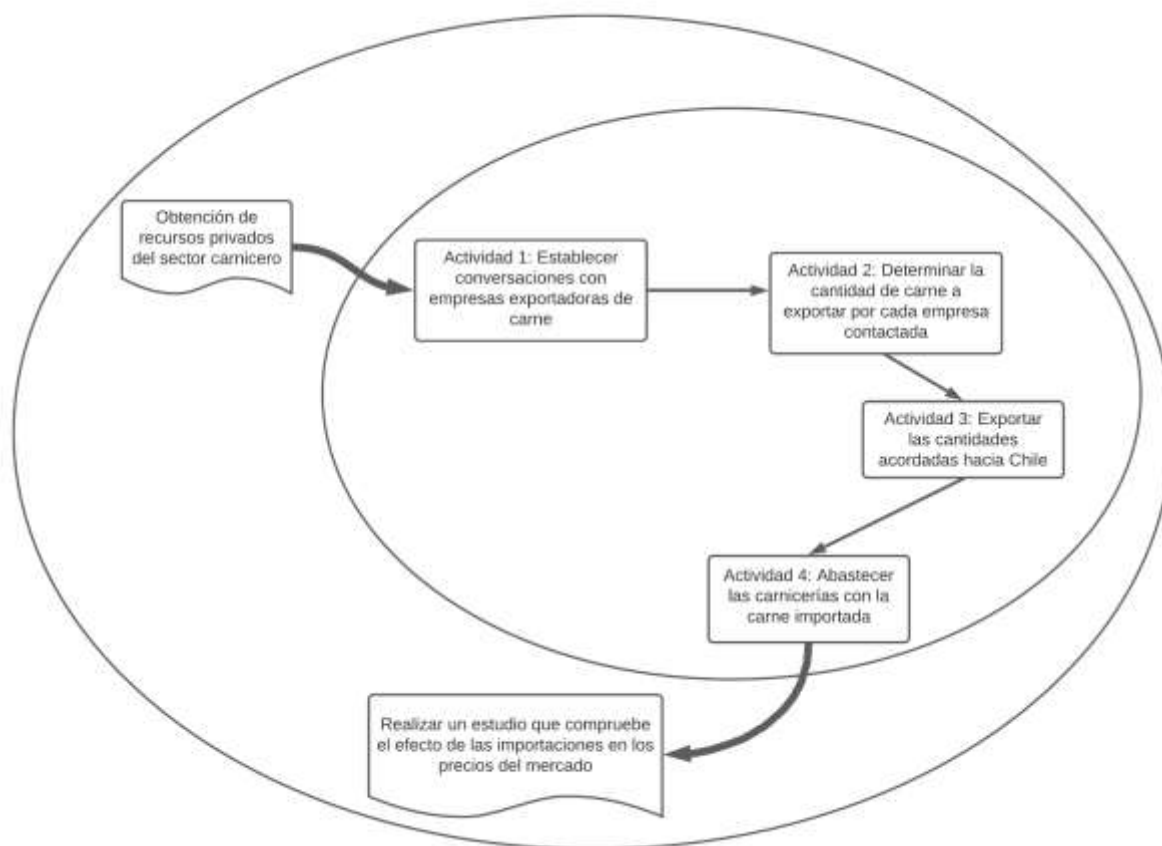 Obtención de
recursos privados
del sector carnicero
Actividad 1: Establecer
conversaciones con
empresas exportadoras de
carne
Actividad 2: Determinar la
cantidad de carne a
exportar por cada empresa
contactada
Actividad 3: Exportar
las cantidades
acordadas hacia Chile
Actividad 4: Abastecer
las carnicerías con la
carne importada
Realizar un estudio que compruebe
el efecto de las importaciones en los
precios del mercado